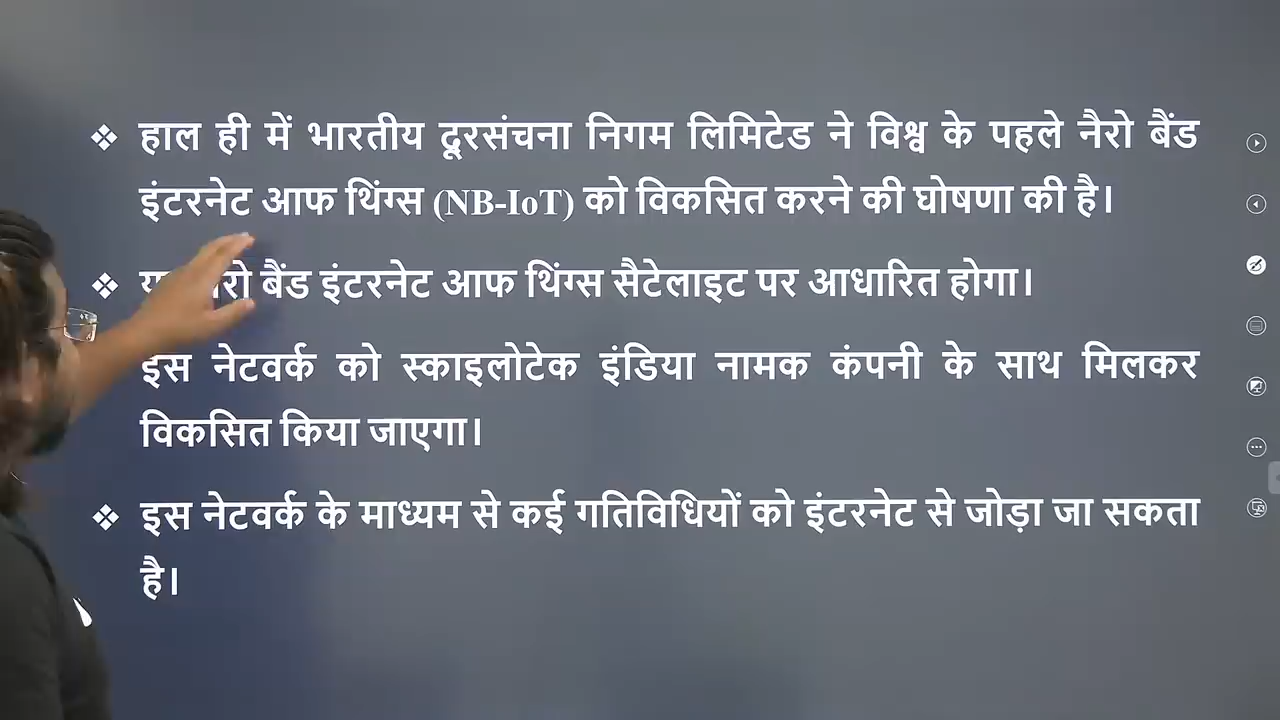 ❖ हाल ही में भारतीय दूरसंचना निगम लिमिटेड ने विश्व के पहले नैरो बैंड
इंटरनेट आफ थिंग्स (NB-IoT) को विकसित करने की घोषणा की है।
❖ बैंड इंटरनेट आफ थिंग्स सैटेलाइट पर आधारित होगा।
इस नेटवर्क को स्काइलोटेक इंडिया नामक कंपनी के साथ मिलकर
विकसित किया जाएगा।
❖ इस नेटवर्क के माध्यम से कई गतिविधियों को इंटरनेट से जोड़ा जा सकता
है।